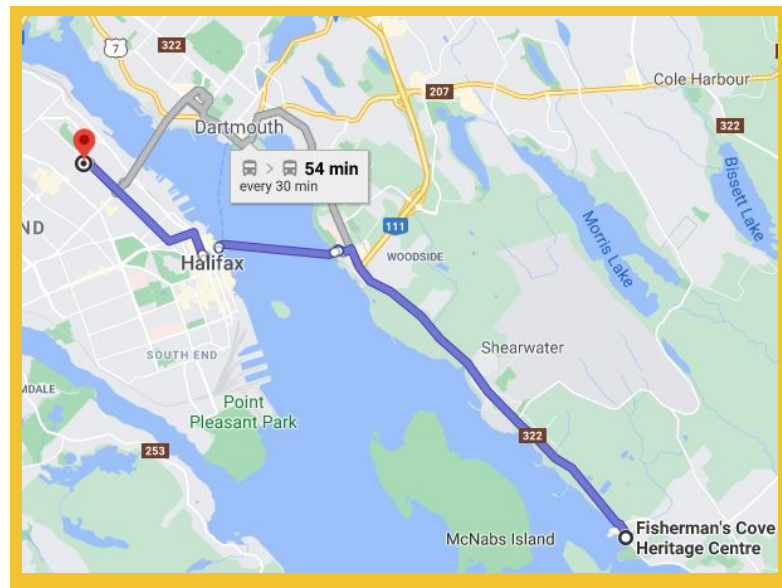 7
322
Cole Harbour
207
Dartmouth
322
> 54 min
every 30 min
Bissett Lake
Morris Lake
ND
111
WOODSIDE
Halifax
SOUTH END
Shearwater
MDALE
Point
Pleasant Park
322
253
Fisherman's Cove
Heritage Centre
McNabs Island